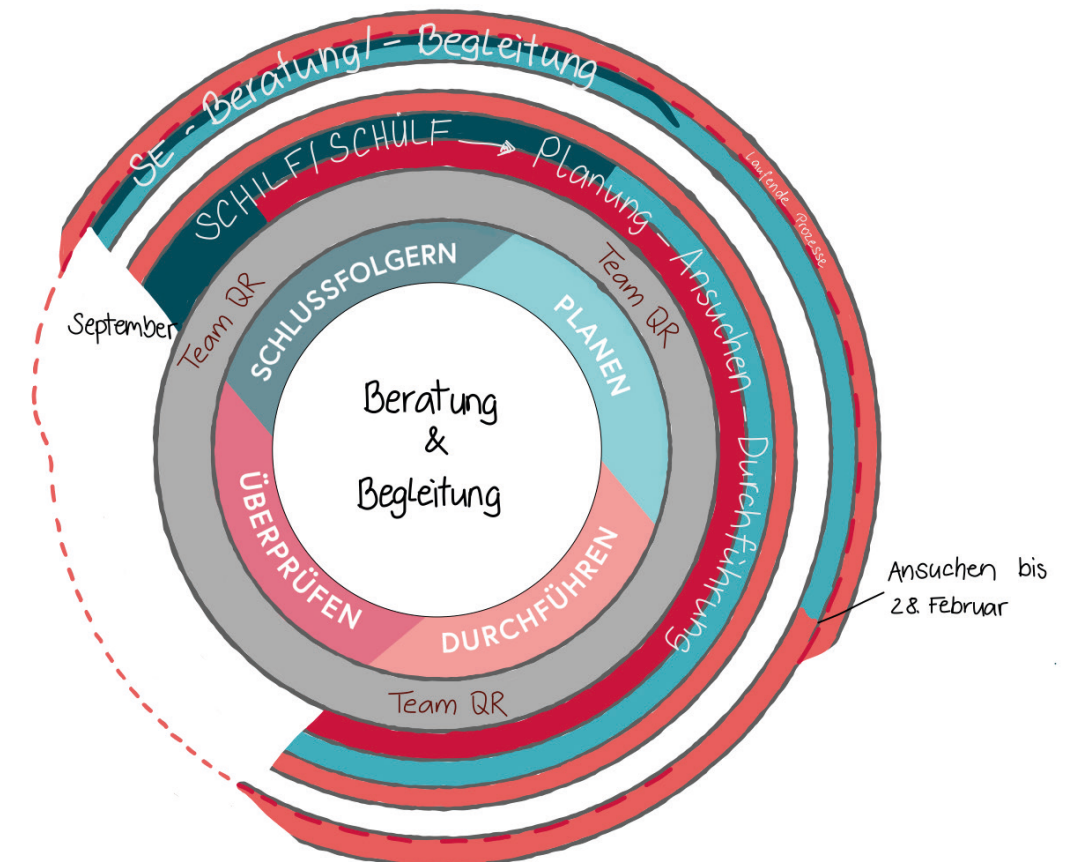 SE - Beratung/- Begleitung
Laufende Prozesse
SCHILF/SCHÜLF → Planung - Ansuchen - Durchführung
September
Team QR
Team QR
Team QR
SCHLUSSFOLGERN
PLANEN
DURCHFÜHREN
ÜBERPRÜFEN
Beratung
&
Begleitung
Ansuchen bis
28. Februar